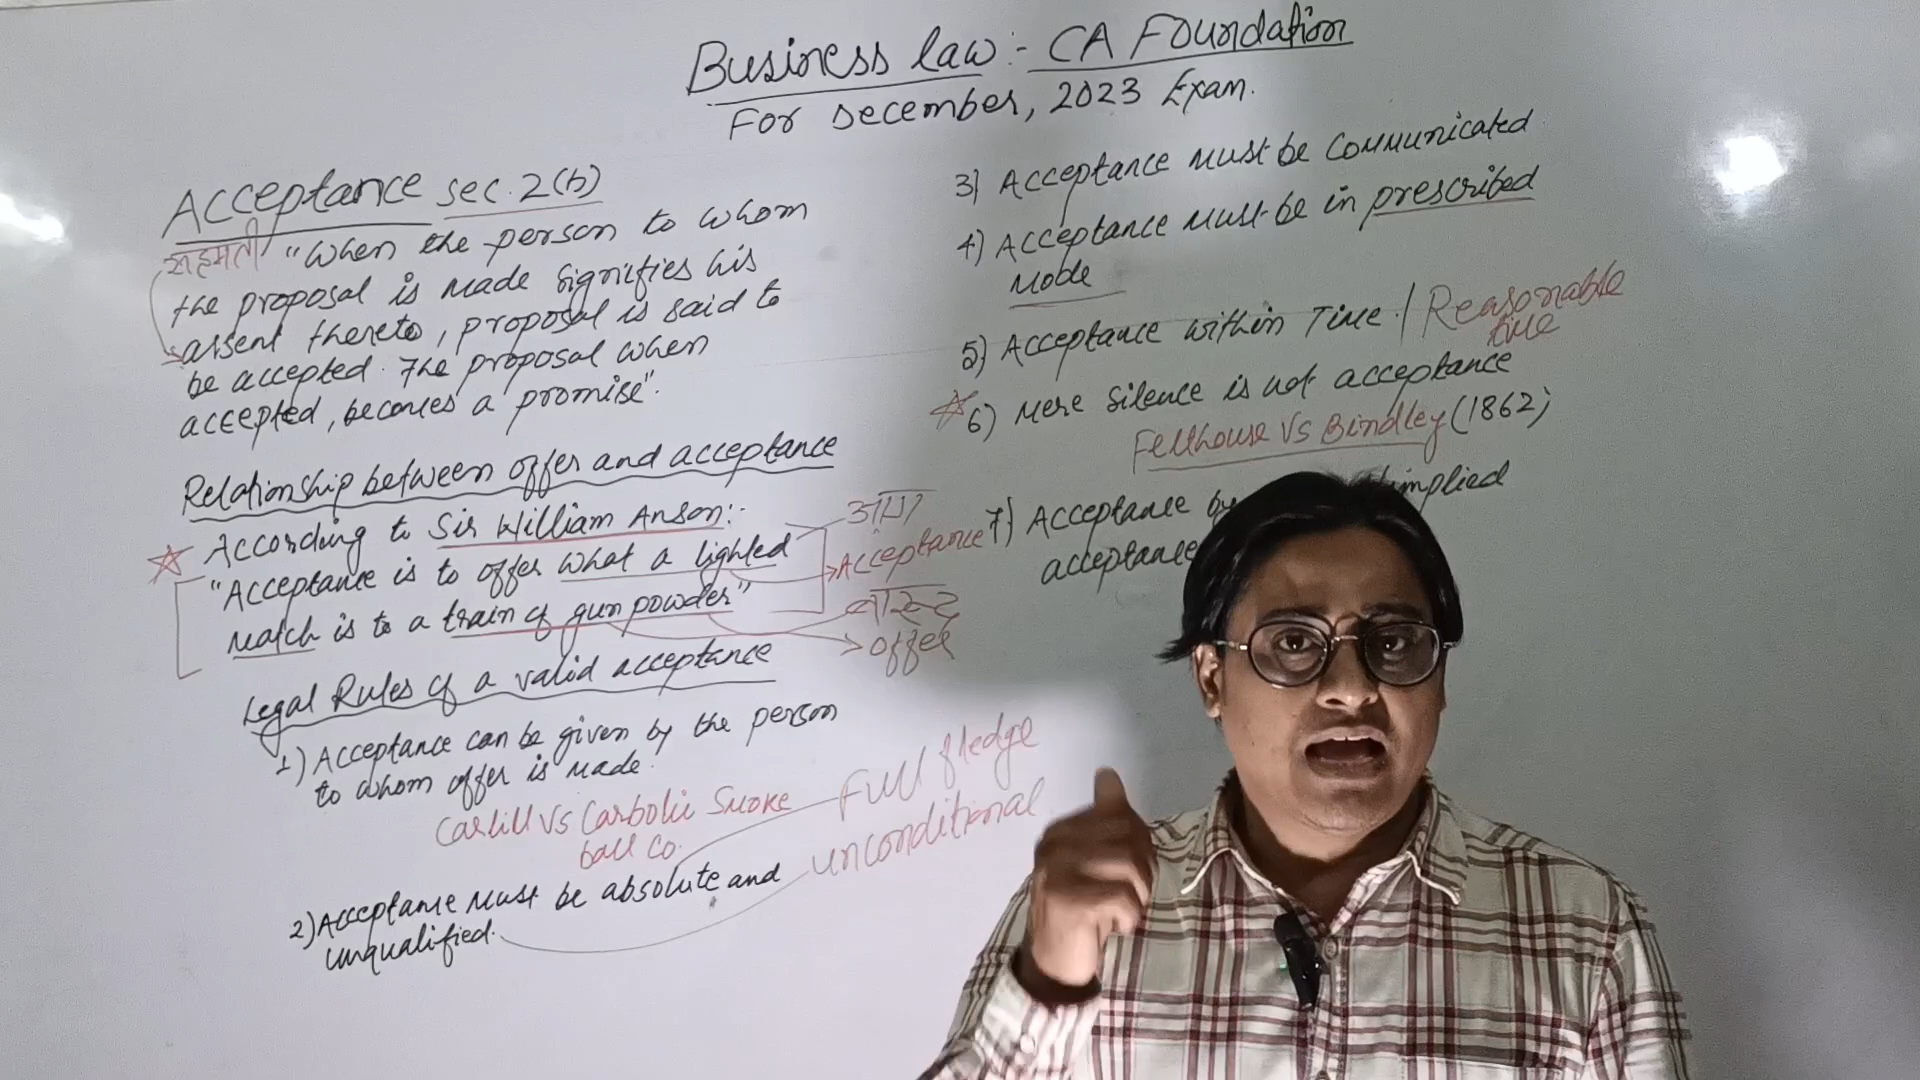 Business law:- CA Foundation
For December, 2023 Exam.
Acceptance sec. 2(b)
सहमती "When the person to whom
the proposal is made signifies his
assent thereto, proposal is said to
be accepted. The proposal when
accepted, becomes a promise".
Relationship between offer and acceptance
According to Sir William Anson:-
"Acceptance is to offer what a lighted
match is to a train of gun powder"
आग
Acceptance
बारूद
offer
Legal Rules of a valid acceptance
1) Acceptance can be given by the person
to whom offer is made.
Carlill vs Carbolic Smoke
ball co.
2) Acceptance must be absolute and
unqualified.
Full fledge
unconditional
3) Acceptance must be communicated
4) Acceptance must be in prescribed
mode
5) Acceptance within Time. / Reasonable
time
6) Mere silence is not acceptance
Felthouse vs Bindley (1862)
7) Acceptance by implied
acceptance